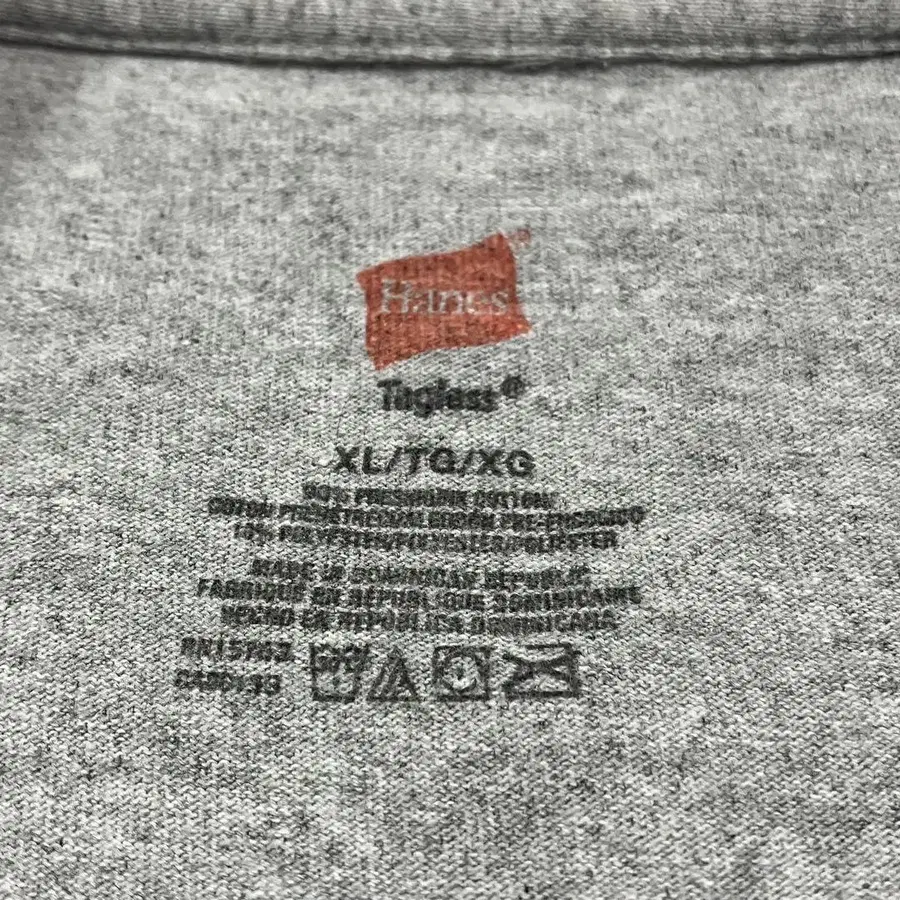 Hanes®
Tagless®
XL/TG/XG
90% PRESHRUNK COTTON/
10% POLYESTER/POLYESTER/POLIESTER
MADE IN DOMINICAN REPUBLIC
FABRIQUÉ EN RÉPUBLIQUE DOMINICAINE
HECHO EN REPÚBLICA DOMINICANA